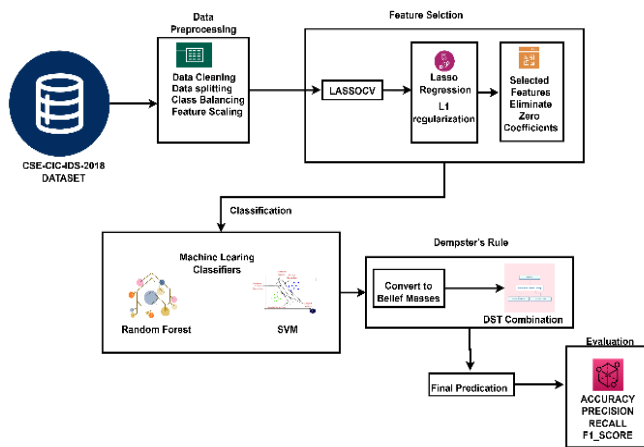 Data
Preprocessing
Data Cleaning
Data splitting
Class Balancing
Feature Scaling
CSE-CIC-IDS-2018
DATASET
Feature Selction
LASSOCV
Lasso
Regression
L1
regularization
Selected
Features
Eliminate
Zero
Coefficients
Classification
Machine Learing
Classifiers
Random Forest
SVM
Dempster's Rule
Convert to
Belief Masses
DST Combination
Final Predication
Evaluation
ACCURACY
PRECISION
RECALL
F1_SCORE